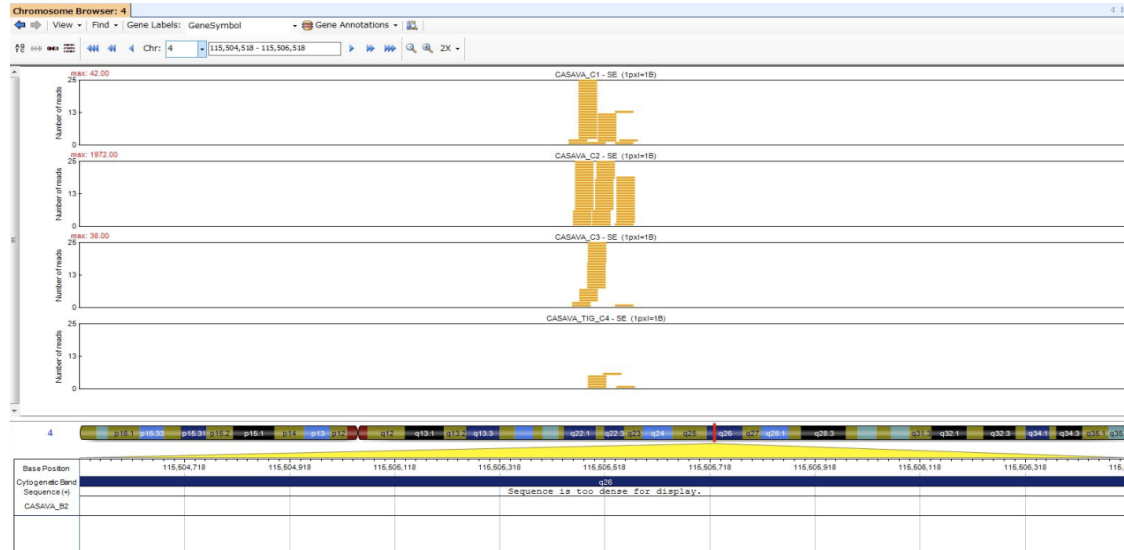 Chromosome Browser: 4
View Find Gene Labels: GeneSymbol Gene Annotations
Chr: 4 115,504,518 - 115,506,518 2X
max: 42.00 CASAVA_C1 - SE (1pxl=1B)
25
13
0
Number of reads
max: 1972.00 CASAVA_C2 - SE (1pxl=1B)
25
13
0
Number of reads
max: 38.00 CASAVA_C3 - SE (1pxl=1B)
25
13
0
Number of reads
CASAVA_TIG_C4 - SE (1pxl=1B)
25
13
0
Number of reads
4 p16.1 p15.33 p15.31 p15.2 p15.1 p14 p13 p12 q12 q13.1 q13.2 q13.3 q22.1 q22.3 q23 q24 q25 q26 q27 q28.1 q28.3 q31.3 q32.1 q32.3 q34.1 q34.3 q35.1
Base Position 115,504,718 115,504,918 115,505,118 115,505,318 115,505,518 115,505,718 115,505,918 115,506,118 115,506,318
Cytogenetic Band q26
Sequence (+) Sequence is too dense for display.
CASAVA_B2